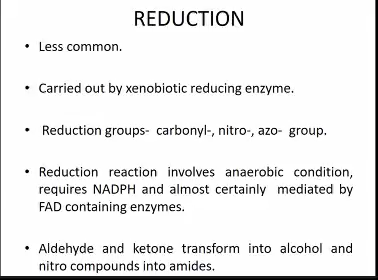 REDUCTION
• Less common.
• Carried out by xenobiotic reducing enzyme.
• Reduction groups- carbonyl-, nitro-, azo- group.
• Reduction reaction involves anaerobic condition,
requires NADPH and almost certainly mediated by
FAD containing enzymes.
• Aldehyde and ketone transform into alcohol and
nitro compounds into amides.